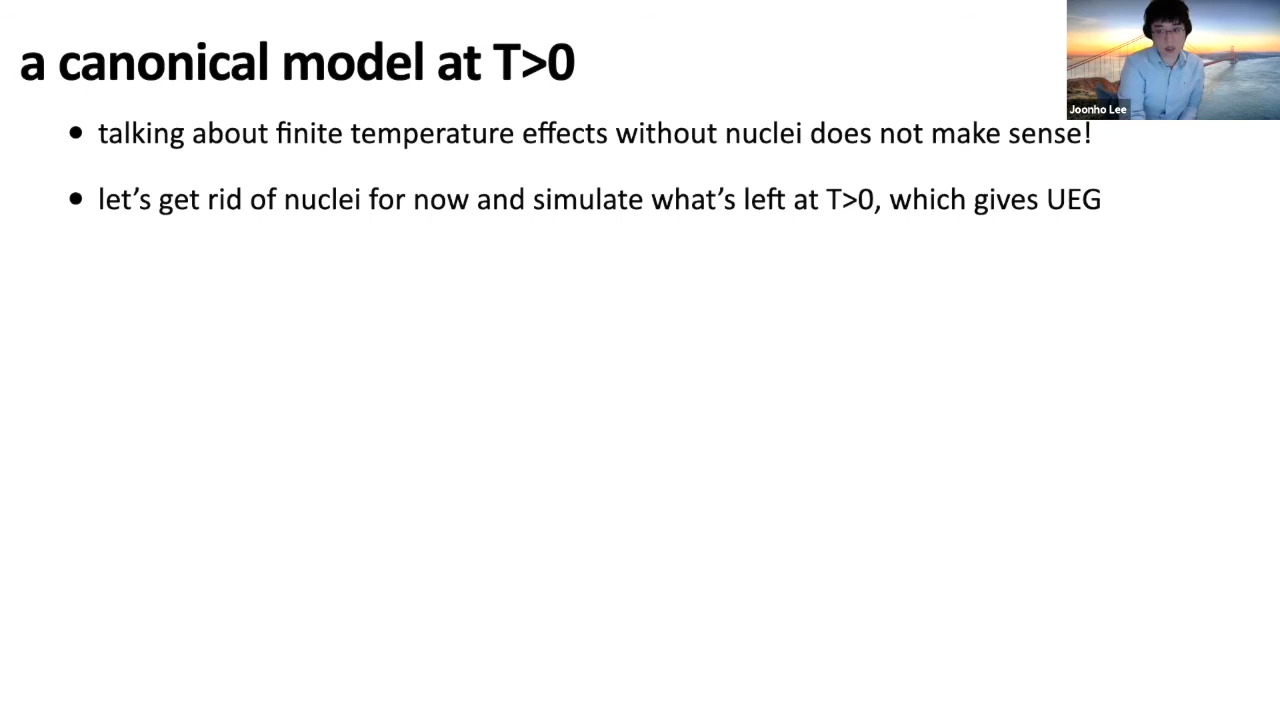 a canonical model at T>0
Joonho Lee
• talking about finite temperature effects without nuclei does not make sense!
• let’s get rid of nuclei for now and simulate what’s left at T>0, which gives UEG